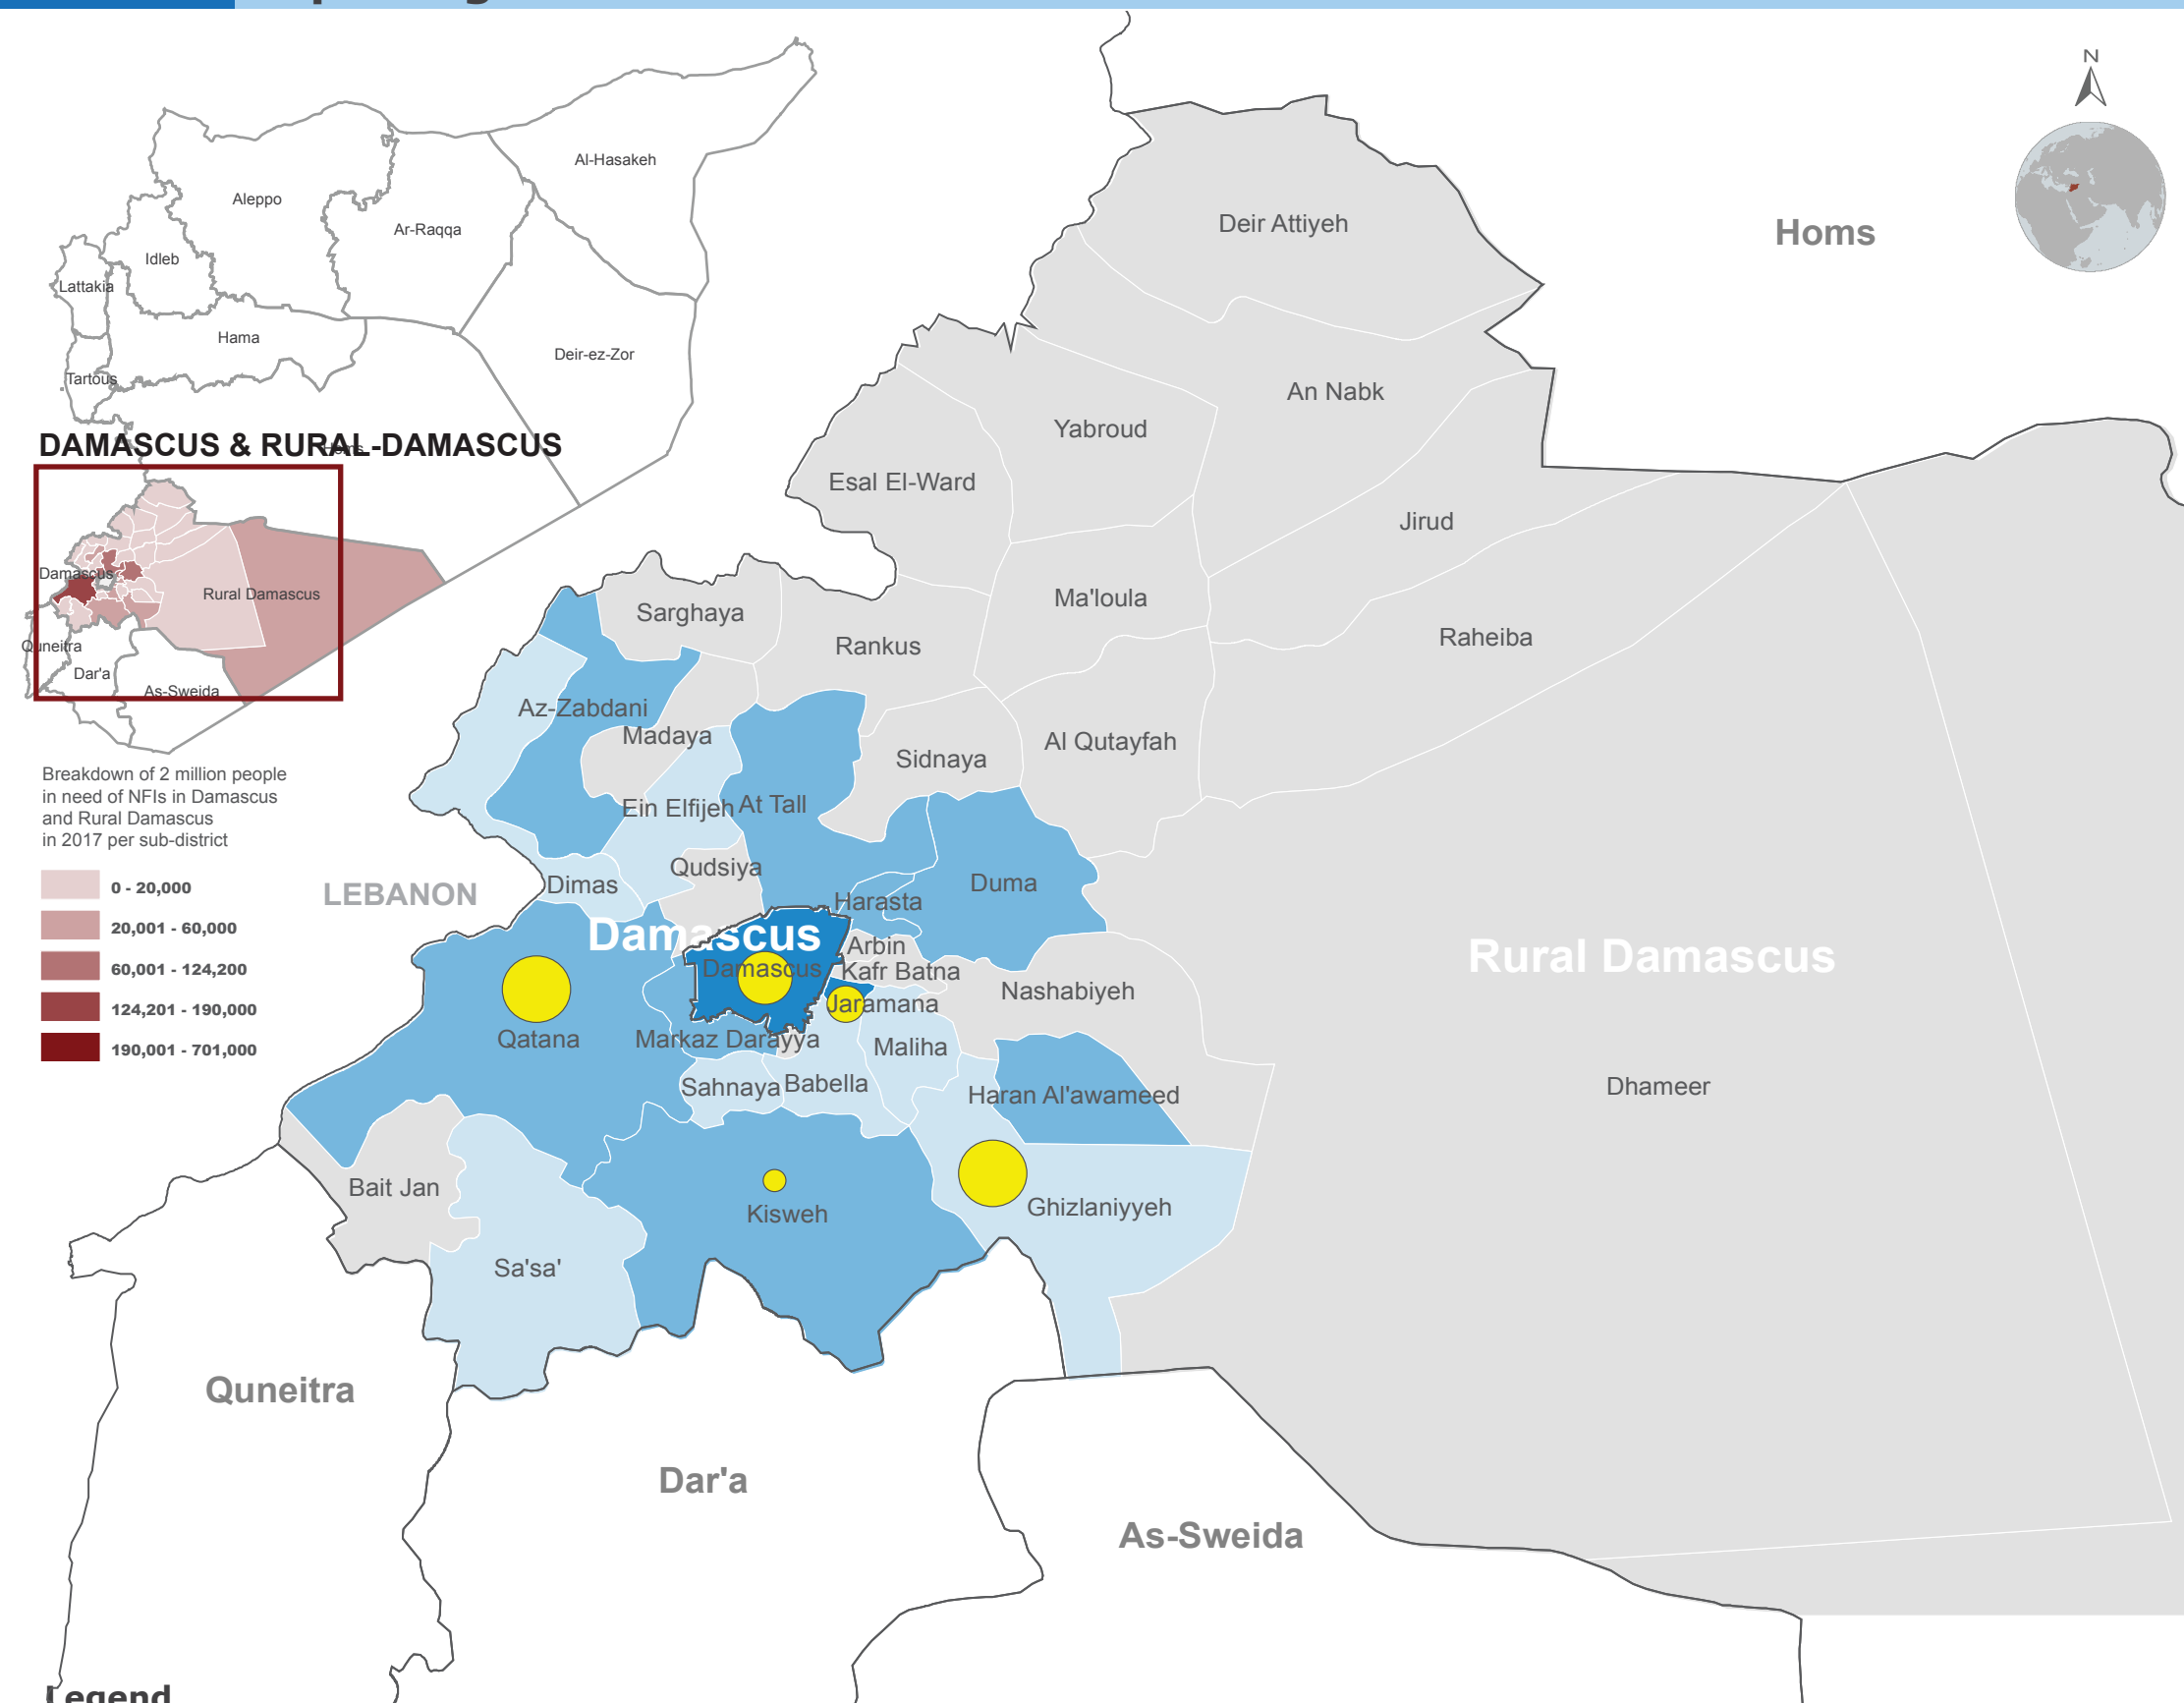 N
Al-Hasakeh
Aleppo
Ar-Raqqa
Idleb
Lattakia
Hama
Deir-ez-Zor
Tartous
Homs
DAMASCUS & RURAL-DAMASCUS
Damascus
Rural Damascus
Quneitra
Dar'a
As-Sweida
Breakdown of 2 million people
in need of NFIs in Damascus
and Rural Damascus
in 2017 per sub-district
0 - 20,000
20,001 - 60,000
60,001 - 124,200
124,201 - 190,000
190,001 - 701,000
LEBANON
Homs
Deir Attiyeh
An Nabk
Yabroud
Esal El-Ward
Jirud
Ma'loula
Sarghaya
Rankus
Raheiba
Az-Zabdani
Madaya
Al Qutayfah
Sidnaya
Ein Elfijeh
At Tall
Qudsiya
Dimas
Duma
Harasta
Damascus
Arbin
Damascus
Kafr Batna
Rural Damascus
Nashabiyeh
Jaramana
Qatana
Markaz Darayya
Maliha
Sahnaya
Babella
Haran Al'awameed
Dhameer
Bait Jan
Kisweh
Ghizlaniyyeh
Sa'sa'
Quneitra
Dar'a
As-Sweida
Legend